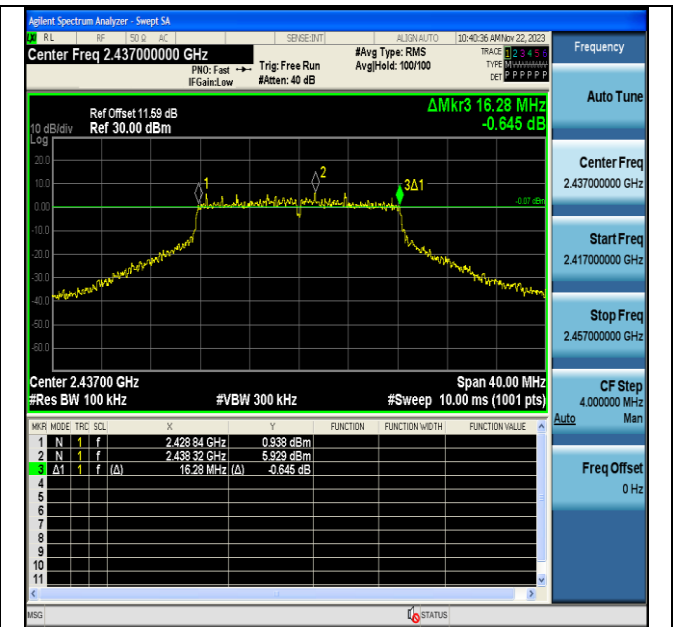 Agilent Spectrum Analyzer - Swept SA
LXI RL RF 50 Ω AC SENSE:INT ALIGN AUTO 10:40:36 AM Nov 22, 2023
Center Freq 2.437000000 GHz
PNO: Fast
IFGain:Low
Trig: Free Run
#Atten: 40 dB
#Avg Type: RMS
Avg|Hold: 100/100
TRACE 1 2 3 4 5 6
TYPE M
DET P P P P P P
ΔMkr3 16.28 MHz
-0.645 dB
Ref Offset 11.59 dB
10 dB/div Ref 30.00 dBm
Log
20.0
10.0
0.00
-10.0
-20.0
-30.0
-40.0
-50.0
-60.0
1
2
3Δ1
-0.07 dBm
Center 2.43700 GHz Span 40.00 MHz
#Res BW 100 kHz #VBW 300 kHz #Sweep 10.00 ms (1001 pts)
MKR MODE TRC SCL X Y FUNCTION FUNCTION WIDTH FUNCTION VALUE
1 N 1 f 2.428 84 GHz 0.938 dBm
2 N 1 f 2.438 32 GHz 5.929 dBm
3 Δ1 1 f (Δ) 16.28 MHz (Δ) -0.645 dB
4
5
6
7
8
9
10
11
MSG STATUS
Frequency
Auto Tune
Center Freq
2.437000000 GHz
Start Freq
2.417000000 GHz
Stop Freq
2.457000000 GHz
CF Step
4.000000 MHz
Auto Man
Freq Offset
0 Hz